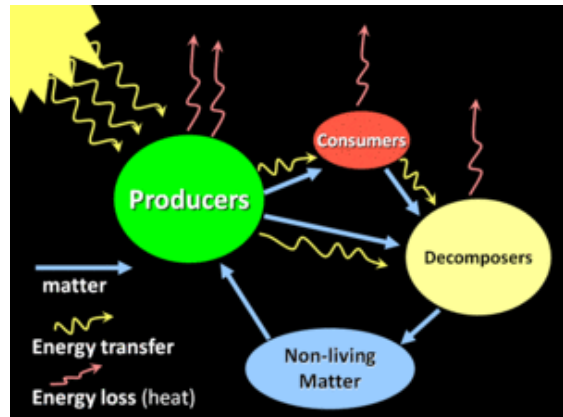 Consumers
Producers
Decomposers
matter
Energy transfer
Non-living
Matter
Energy loss (heat)